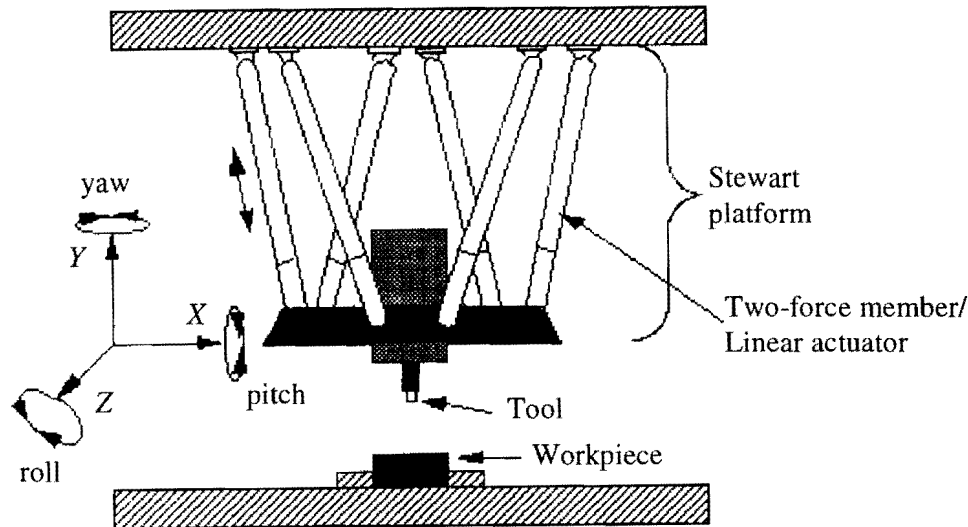 yaw
Y
X
Z
pitch
roll
Stewart
platform
Two-force member/
Linear actuator
Tool
Workpiece